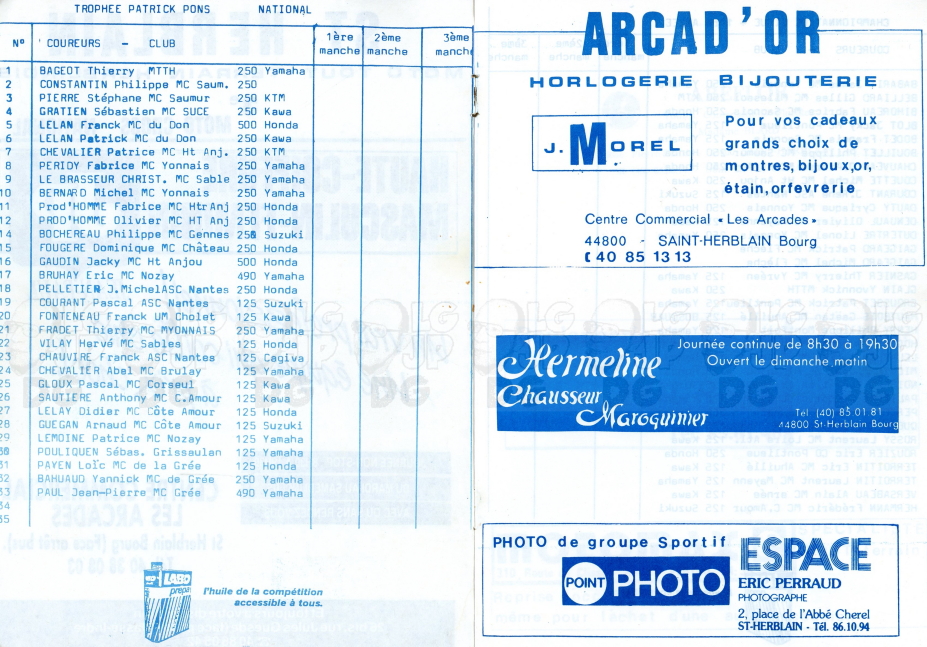 TROPHEE PATRICK PONS NATIONAL
N° COUREURS - CLUB 1ère manche 2ème manche 3ème manche
1 BAGEOT Thierry MTTH 250 Yamaha
2 CONSTANTIN Philippe MC Saum. 250
3 PIERRE Stéphane MC Saumur 250 KTM
4 GRATIEN Sébastien MC SUCE 250 Kawa
5 LELAN Franck MC du Don 500 Honda
6 LELAN Patrick MC du Don 250 Kawa
7 CHEVALIER Patrice MC Ht Anj. 250 KTM
8 PERIDY Fabrice MC Yonnais 250 Yamaha
9 LE BRASSEUR CHRIST. MC Sable 250 Yamaha
10 BERNARD Michel MC Yonnais 250 Yamaha
11 Prod'HOMME Fabrice MC HtrAnj 250 Honda
12 PROD'HOMME Olivier MC HT Anj 250 Honda
14 BOCHEREAU Philippe MC Gennes 250 Suzuki
15 FOUGERE Dominique MC Château 250 Honda
16 GAUDIN Jacky MC Ht Anjou 500 Honda
17 BRUHAY Eric MC Nozay 490 Yamaha
18 PELLETIER J.MichelASC Nantes 250 Honda
19 COURANT Pascal ASC Nantes 125 Suzuki
20 FONTENEAU Franck UM Cholet 125 Kawa
21 FRADET Thierry MC MYONNAIS 250 Yamaha
22 VILAY Hervé MC Sables 125 Honda
23 CHAUVIRE Franck ASC Nantes 125 Cagiva
24 CHEVALIER Abel MC Brulay 125 Yamaha
25 GLOUX Pascal MC Corseul 125 Kawa
26 SAUTIERE Anthony MC C.Amour 125 Kawa
27 LELAY Didier MC Côte Amour 125 Honda
28 GUEGAN Arnaud MC Côte Amour 125 Suzuki
29 LEMOINE Patrice MC Nozay 125 Yamaha
30 POULIQUEN Sébas. Grissaulan 125 Yamaha
31 PAYEN Loïc MC de la Grée 125 Honda
32 BAHUAUD Yannick MC de Grée 250 Yamaha
33 PAUL Jean-Pierre MC Grée 490 Yamaha
34
35
LABO
l'huile de la compétition
accessible à tous.
ARCAD'OR
HORLOGERIE BIJOUTERIE
J. MOREL
Pour vos cadeaux
grands choix de
montres, bijoux, or,
étain, orfevrerie
Centre Commercial « Les Arcades »
44800 - SAINT-HERBLAIN Bourg
( 40 85 13 13
Hermeline
Chausseur
Maroquinier
Journée continue de 8h30 à 19h30
Ouvert le dimanche matin
Tél (40) 85 01 81
44800 St-Herblain Bourg
PHOTO de groupe Sportif
POINT PHOTO
ESPACE
ERIC PERRAUD
PHOTOGRAPHE
2, place de l'Abbé Cherel
ST-HERBLAIN - Tél. 86.10.94